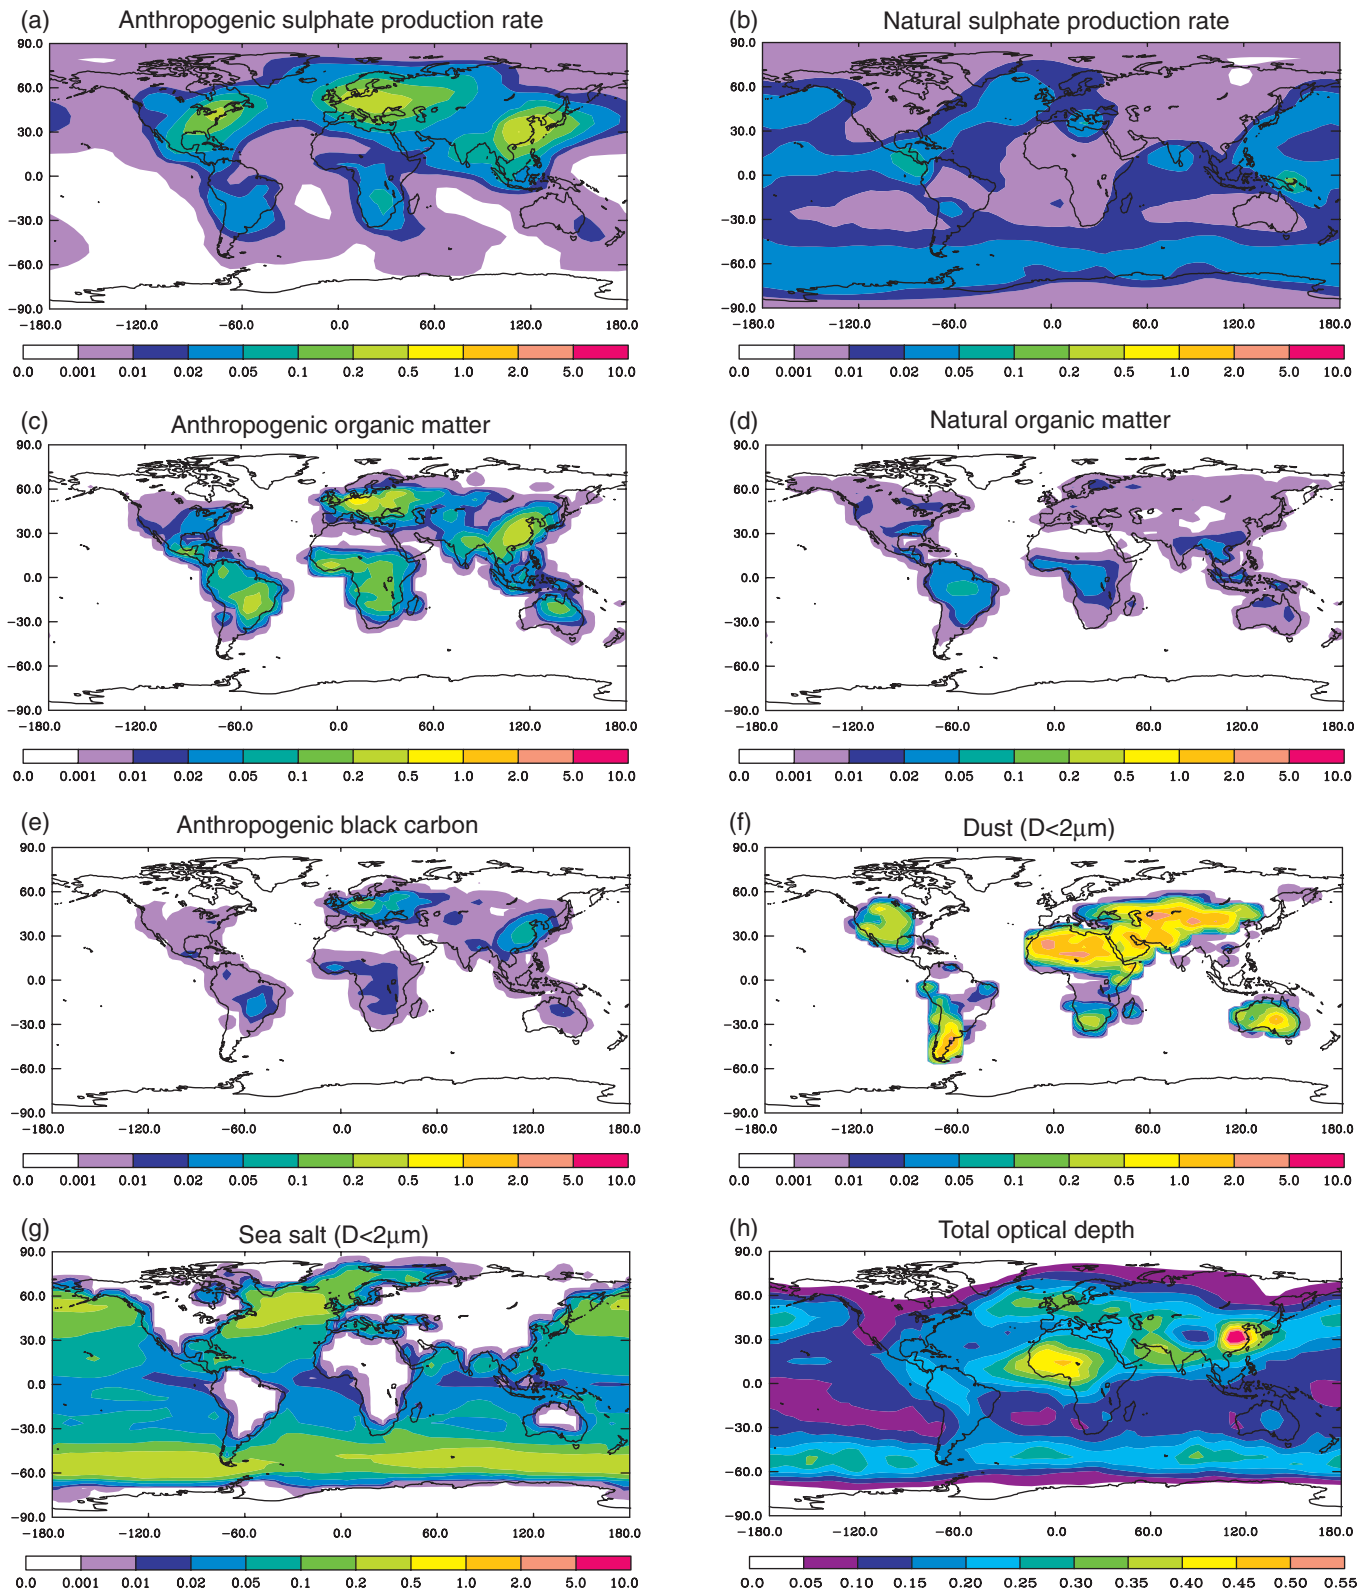 (a) Anthropogenic sulphate production rate
90.0
60.0
30.0
0.0
−30.0
−60.0
−90.0
−180.0 −120.0 −60.0 0.0 60.0 120.0 180.0
0.0 0.001 0.01 0.02 0.05 0.1 0.2 0.5 1.0 2.0 5.0 10.0
(b) Natural sulphate production rate
90.0
60.0
30.0
0.0
−30.0
−60.0
−90.0
−180.0 −120.0 −60.0 0.0 60.0 120.0 180.0
0.0 0.001 0.01 0.02 0.05 0.1 0.2 0.5 1.0 2.0 5.0 10.0
(c) Anthropogenic organic matter
90.0
60.0
30.0
0.0
−30.0
−60.0
−90.0
−180.0 −120.0 −60.0 0.0 60.0 120.0 180.0
0.0 0.001 0.01 0.02 0.05 0.1 0.2 0.5 1.0 2.0 5.0 10.0
(d) Natural organic matter
90.0
60.0
30.0
0.0
−30.0
−60.0
−90.0
−180.0 −120.0 −60.0 0.0 60.0 120.0 180.0
0.0 0.001 0.01 0.02 0.05 0.1 0.2 0.5 1.0 2.0 5.0 10.0
(e) Anthropogenic black carbon
90.0
60.0
30.0
0.0
−30.0
−60.0
−90.0
−180.0 −120.0 −60.0 0.0 60.0 120.0 180.0
0.0 0.001 0.01 0.02 0.05 0.1 0.2 0.5 1.0 2.0 5.0 10.0
(f) Dust (D<2μm)
90.0
60.0
30.0
0.0
−30.0
−60.0
−90.0
−180.0 −120.0 −60.0 0.0 60.0 120.0 180.0
0.0 0.001 0.01 0.02 0.05 0.1 0.2 0.5 1.0 2.0 5.0 10.0
(g) Sea salt (D<2μm)
90.0
60.0
30.0
0.0
−30.0
−60.0
−90.0
−180.0 −120.0 −60.0 0.0 60.0 120.0 180.0
0.0 0.001 0.01 0.02 0.05 0.1 0.2 0.5 1.0 2.0 5.0 10.0
(h) Total optical depth
90.0
60.0
30.0
0.0
−30.0
−60.0
−90.0
−180.0 −120.0 −60.0 0.0 60.0 120.0 180.0
0.0 0.05 0.10 0.15 0.20 0.25 0.30 0.35 0.40 0.45 0.50 0.55